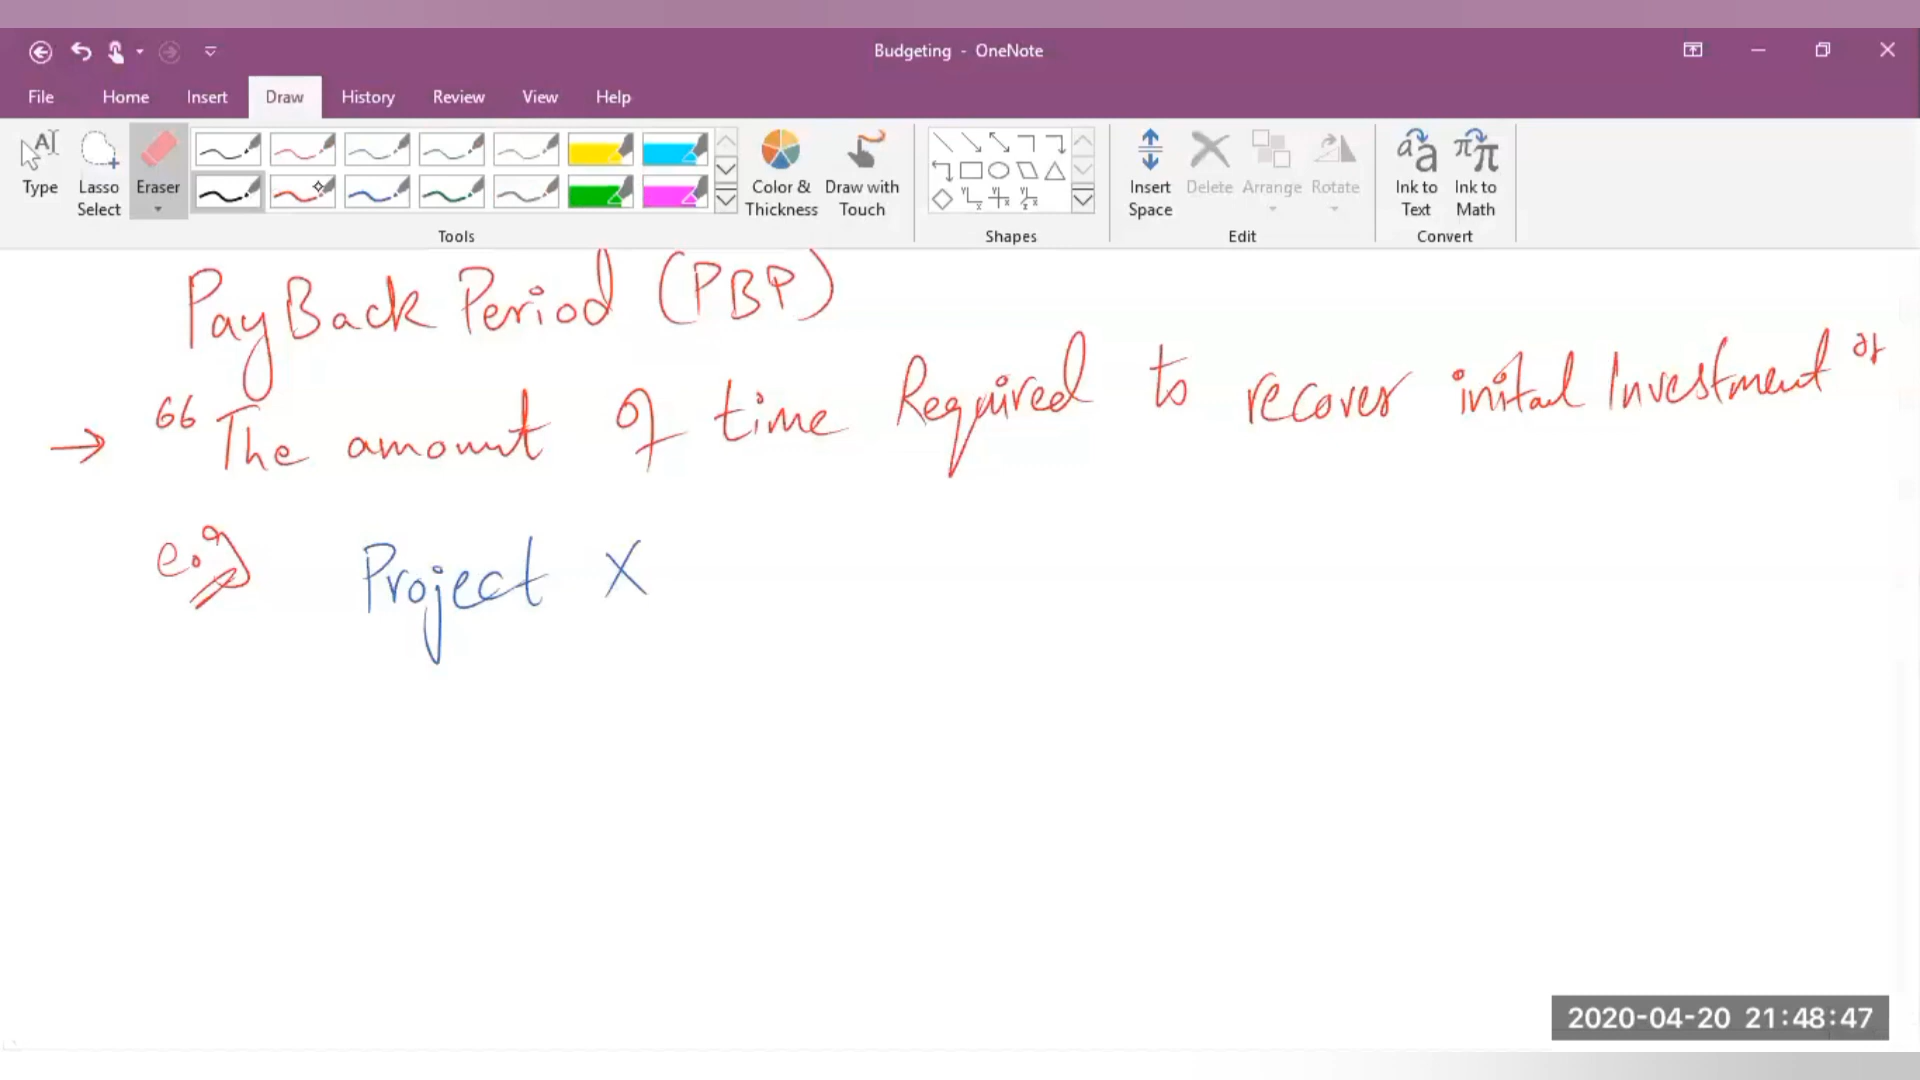 Budgeting - OneNote
File Home Insert Draw History Review View Help
Type Lasso Select Eraser Color & Thickness Draw with Touch Insert Space Delete Arrange Rotate Ink to Text Ink to Math
Tools Shapes Edit Convert
PayBack Period (PBP)
→ “The amount of time Required to recover inital Investment of
e.g Project X
2020-04-20 21:48:47